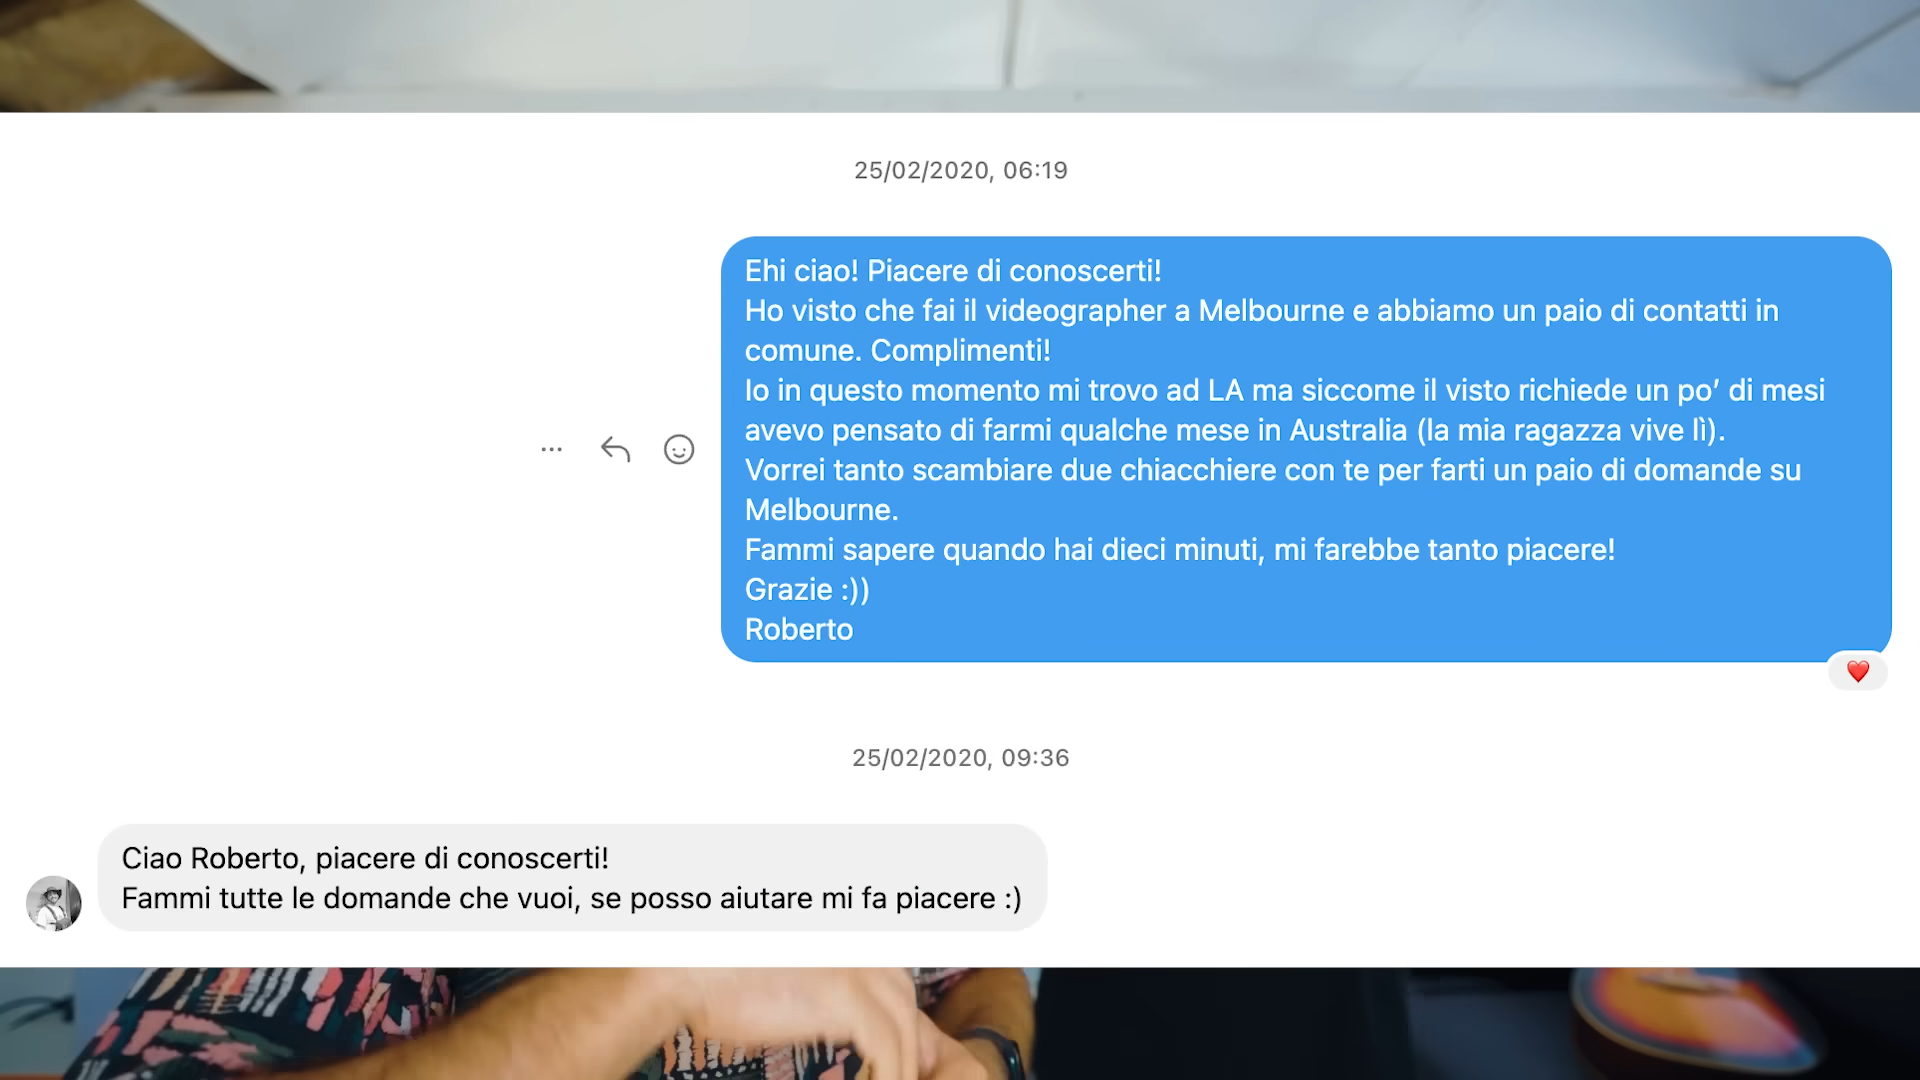 25/02/2020, 06:19
Ehi ciao! Piacere di conoscerti!
Ho visto che fai il videographer a Melbourne e abbiamo un paio di contatti in
comune. Complimenti!
Io in questo momento mi trovo ad LA ma siccome il visto richiede un po’ di mesi
avevo pensato di farmi qualche mese in Australia (la mia ragazza vive lì).
Vorrei tanto scambiare due chiacchiere con te per farti un paio di domande su
Melbourne.
Fammi sapere quando hai dieci minuti, mi farebbe tanto piacere!
Grazie :))
Roberto
25/02/2020, 09:36
Ciao Roberto, piacere di conoscerti!
Fammi tutte le domande che vuoi, se posso aiutare mi fa piacere :)